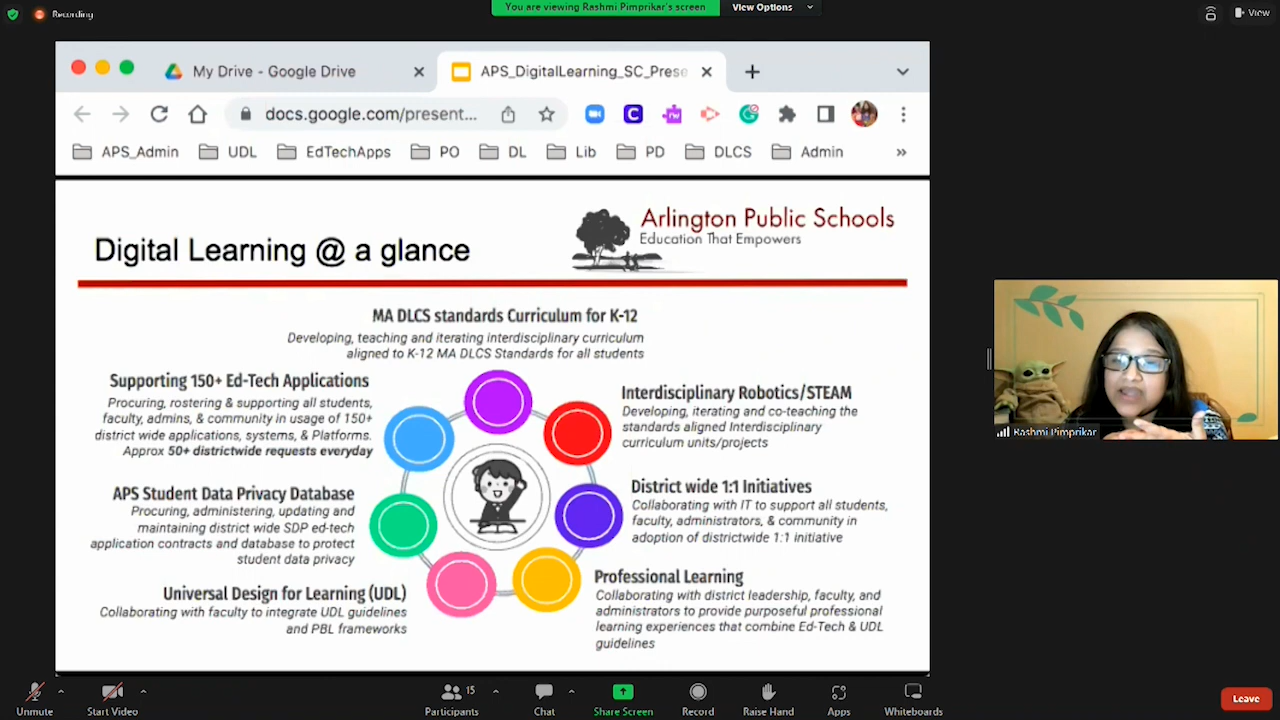 Recording
You are viewing Rashmi Pimprikar's screen
View Options
View
My Drive - Google Drive
APS_DigitalLearning_SC_Prese
docs.google.com/present...
APS_Admin
UDL
EdTechApps
PO
DL
Lib
PD
DLCS
Admin
»
Digital Learning @ a glance
Arlington Public Schools
Education That Empowers
MA DLCS standards Curriculum for K-12
Developing, teaching and iterating interdisciplinary curriculum
aligned to K-12 MA DLCS Standards for all students
Supporting 150+ Ed-Tech Applications
Procuring, rostering & supporting all students,
faculty, admins, & community in usage of 150+
district wide applications, systems, & Platforms.
Approx 50+ districtwide requests everyday
Interdisciplinary Robotics/STEAM
Developing, iterating and co-teaching the
standards aligned Interdisciplinary
curriculum units/projects
APS Student Data Privacy Database
Procuring, administering, updating and
maintaining district wide SDP ed-tech
application contracts and database to protect
student data privacy
District wide 1:1 Initiatives
Collaborating with IT to support all students,
faculty, administrators, & community in
adoption of districtwide 1:1 initiative
Universal Design for Learning (UDL)
Collaborating with faculty to integrate UDL guidelines
and PBL frameworks
Professional Learning
Collaborating with district leadership, faculty, and
administrators to provide purposeful professional
learning experiences that combine Ed-Tech & UDL
guidelines
Rashmi Pimprikar
Unmute
Start Video
15
Participants
Chat
Share Screen
Record
Raise Hand
Apps
Whiteboards
Leave